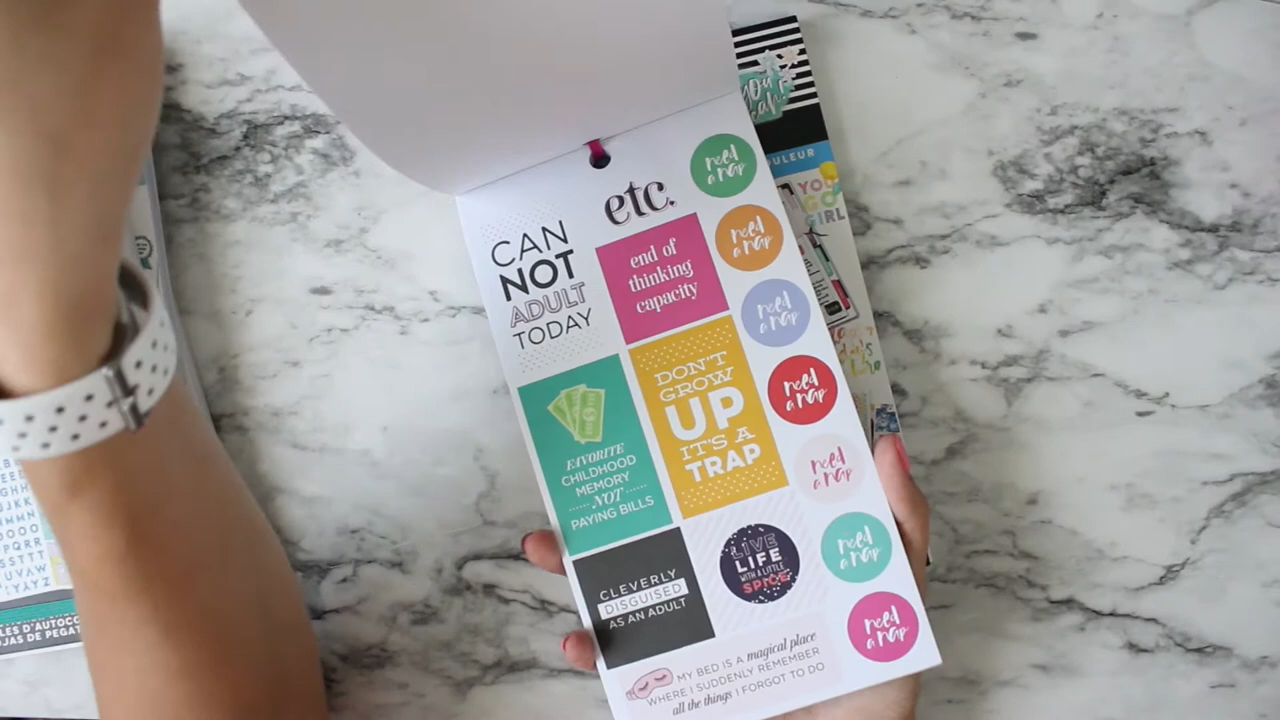 etc.
CAN
NOT
ADULT
TODAY
end of
thinking
capacity
FAVORITE
CHILDHOOD
MEMORY
NOT
PAYING BILLS
DON'T
GROW
UP
IT'S A
TRAP
CLEVERLY
DISGUISED
AS AN ADULT
LIVE
LIFE
WITH A LITTLE
SPICE
MY BED IS A magical place
WHERE I SUDDENLY REMEMBER
all the things I FORGOT TO DO
need
a nap
need
a nap
need
a nap
need
a nap
need
a nap
need
a nap
need
a nap
YOU
GO
GIRL